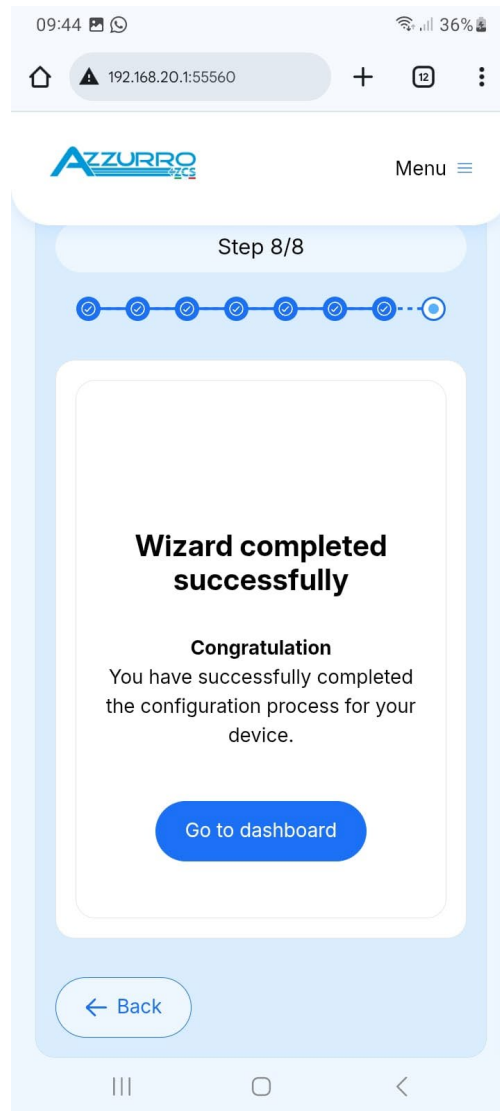 09:44
36%
192.168.20.1:55560
12
AZZURRO
ZCS
Menu
Step 8/8
Wizard completed
successfully
Congratulation
You have successfully completed
the configuration process for your
device.
Go to dashboard
Back